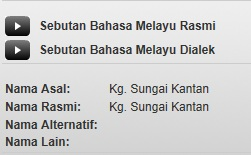 Sebutan Bahasa Melayu Rasmi
Sebutan Bahasa Melayu Dialek
Nama Asal: Kg. Sungai Kantan
Nama Rasmi: Kg. Sungai Kantan
Nama Alternatif:
Nama Lain: